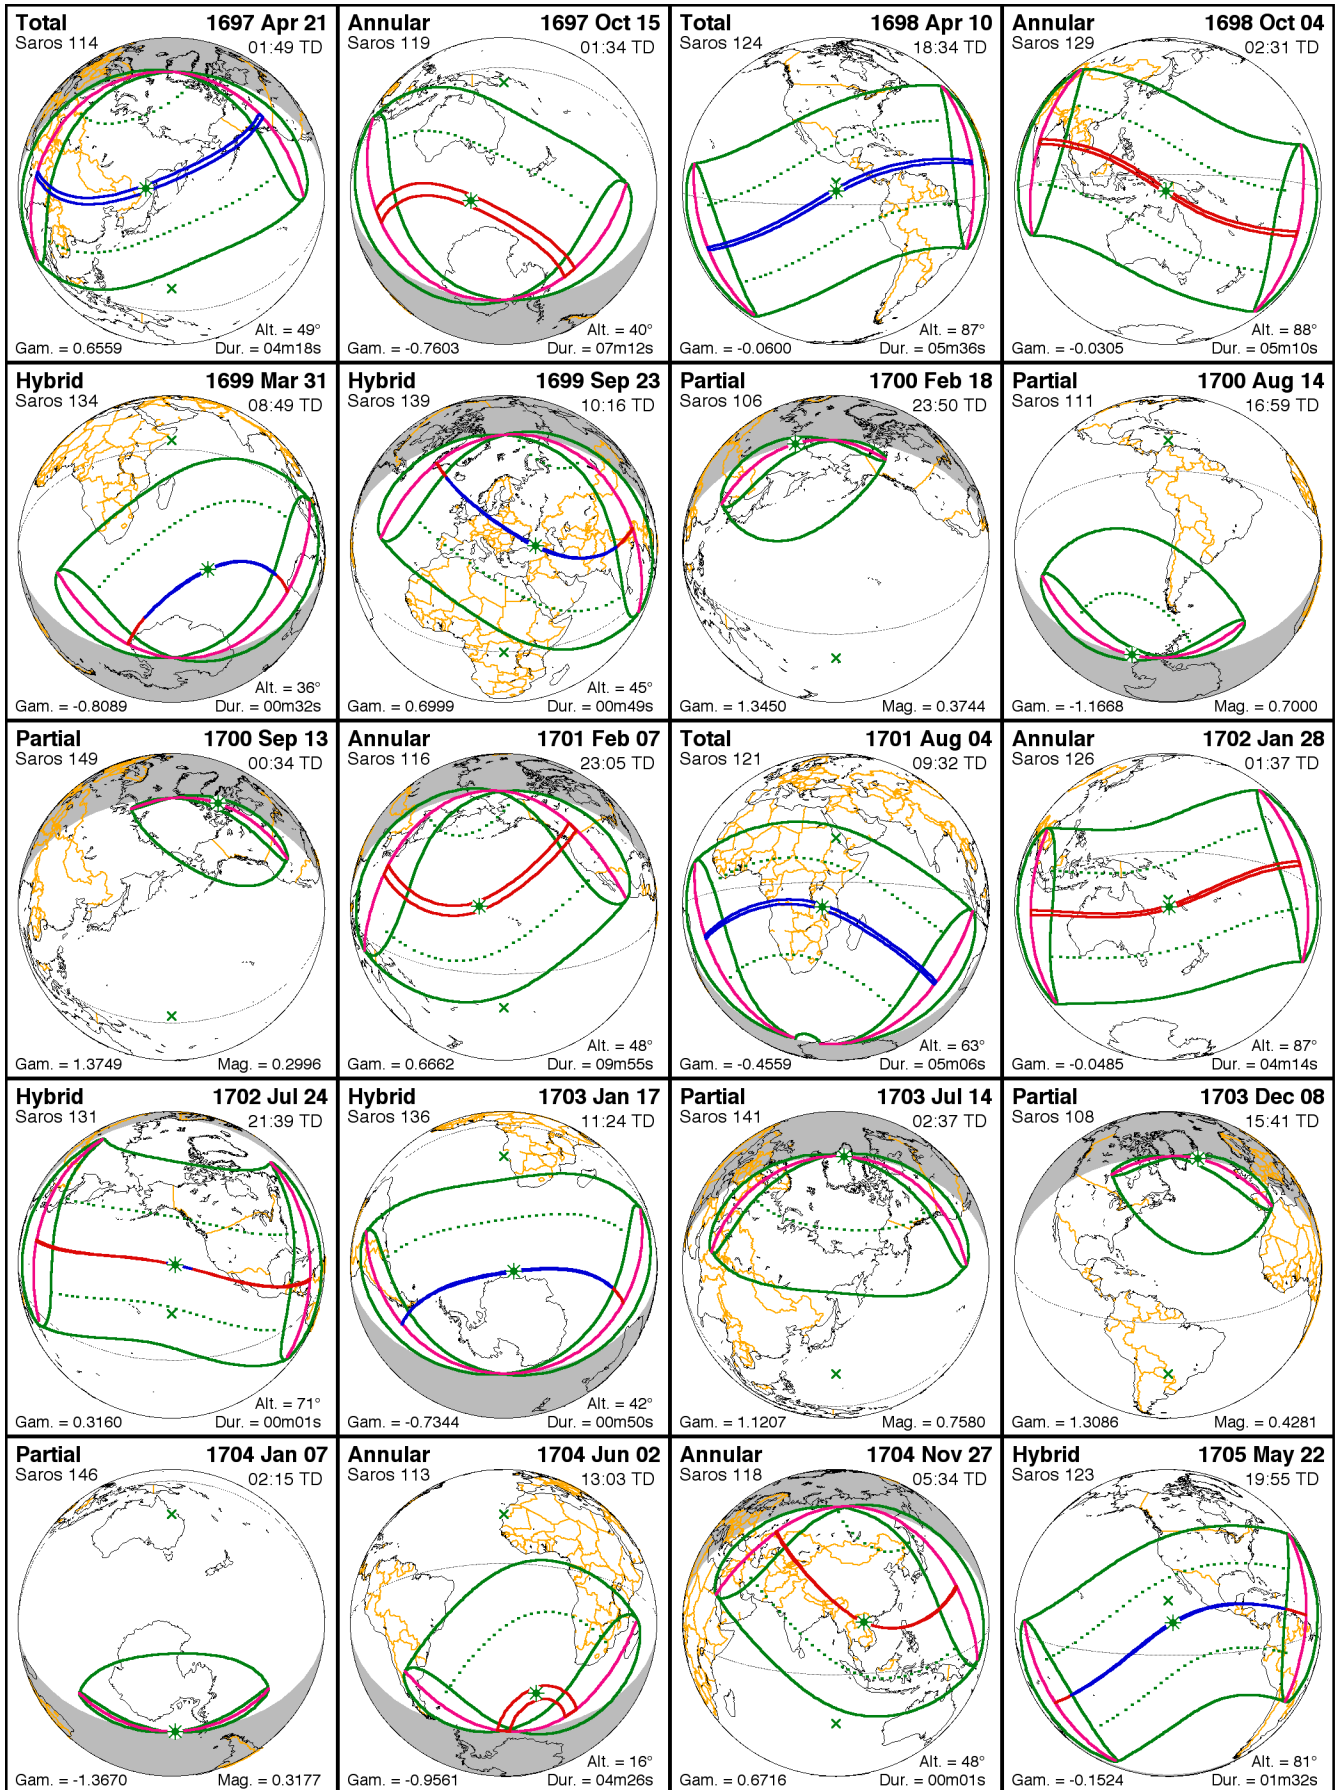 Total 1697 Apr 21
Saros 114 01:49 TD
Alt. = 49°
Gam. = 0.6559 Dur. = 04m18s
Annular 1697 Oct 15
Saros 119 01:34 TD
Alt. = 40°
Gam. = -0.7603 Dur. = 07m12s
Total 1698 Apr 10
Saros 124 18:34 TD
Alt. = 87°
Gam. = -0.0600 Dur. = 05m36s
Annular 1698 Oct 04
Saros 129 02:31 TD
Alt. = 88°
Gam. = -0.0305 Dur. = 05m10s
Hybrid 1699 Mar 31
Saros 134 08:49 TD
Alt. = 36°
Gam. = -0.8089 Dur. = 00m32s
Hybrid 1699 Sep 23
Saros 139 10:16 TD
Alt. = 45°
Gam. = 0.6999 Dur. = 00m49s
Partial 1700 Feb 18
Saros 106 23:50 TD
Gam. = 1.3450 Mag. = 0.3744
Partial 1700 Aug 14
Saros 111 16:59 TD
Gam. = -1.1668 Mag. = 0.7000
Partial 1700 Sep 13
Saros 149 00:34 TD
Gam. = 1.3749 Mag. = 0.2996
Annular 1701 Feb 07
Saros 116 23:05 TD
Alt. = 48°
Gam. = 0.6662 Dur. = 09m55s
Total 1701 Aug 04
Saros 121 09:32 TD
Alt. = 63°
Gam. = -0.4559 Dur. = 05m06s
Annular 1702 Jan 28
Saros 126 01:37 TD
Alt. = 87°
Gam. = -0.0485 Dur. = 04m14s
Hybrid 1702 Jul 24
Saros 131 21:39 TD
Alt. = 71°
Gam. = 0.3160 Dur. = 00m01s
Hybrid 1703 Jan 17
Saros 136 11:24 TD
Alt. = 42°
Gam. = -0.7344 Dur. = 00m50s
Partial 1703 Jul 14
Saros 141 02:37 TD
Gam. = 1.1207 Mag. = 0.7580
Partial 1703 Dec 08
Saros 108 15:41 TD
Gam. = 1.3086 Mag. = 0.4281
Partial 1704 Jan 07
Saros 146 02:15 TD
Gam. = -1.3670 Mag. = 0.3177
Annular 1704 Jun 02
Saros 113 13:03 TD
Alt. = 16°
Gam. = -0.9561 Dur. = 04m26s
Annular 1704 Nov 27
Saros 118 05:34 TD
Alt. = 48°
Gam. = 0.6716 Dur. = 00m01s
Hybrid 1705 May 22
Saros 123 19:55 TD
Alt. = 81°
Gam. = -0.1524 Dur. = 01m32s